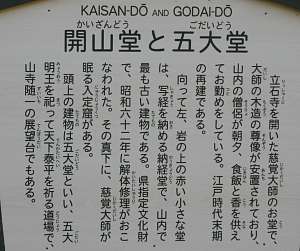 KAISAN-DŌ AND GODAI-DŌ
かいざんどう ごだいどう
開山堂と五大堂
立石寺を開いた慈覚大師のお堂で、
大師の木造の尊像が安置されており、
山内の僧侶が朝夕、食飯と香を供え
てお勤めをしている。江戸時代末期
の再建である。
向って左、岩の上の赤い小さな堂
は、写経を納める納経堂で、山内で
最も古い建物である。県指定文化財
で、昭和六十二年に解体修理がおこ
なわれた。その真下に、慈覚大師が
眠る入定窟がある。
頭上の建物は五大堂といい、五大
明王を祀って天下泰平を祈る道場で、
山寺随一の展望台でもある。